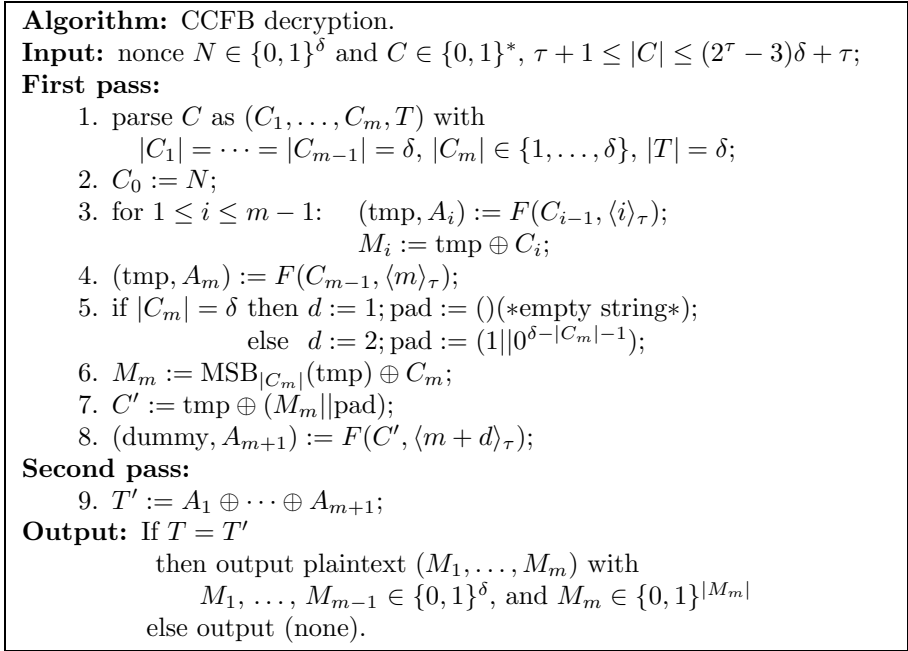 Algorithm: CCFB decryption.
Input: nonce N ∈ {0, 1}^δ and C ∈ {0, 1}^*, τ + 1 ≤ |C| ≤ (2^τ − 3)δ + τ;
First pass:
1. parse C as (C_1, . . . , C_m, T) with
|C_1| = · · · = |C_{m−1}| = δ, |C_m| ∈ {1, . . . , δ}, |T| = δ;
2. C_0 := N;
3. for 1 ≤ i ≤ m − 1: (tmp, A_i) := F(C_{i−1}, ⟨i⟩_τ);
M_i := tmp ⊕ C_i;
4. (tmp, A_m) := F(C_{m−1}, ⟨m⟩_τ);
5. if |C_m| = δ then d := 1; pad := ()(∗empty string∗);
else d := 2; pad := (1||0^{δ−|C_m|−1});
6. M_m := MSB_{|C_m|}(tmp) ⊕ C_m;
7. C′ := tmp ⊕ (M_m||pad);
8. (dummy, A_{m+1}) := F(C′, ⟨m + d⟩_τ);
Second pass:
9. T′ := A_1 ⊕ · · · ⊕ A_{m+1};
Output: If T = T′
then output plaintext (M_1, . . . , M_m) with
M_1, . . . , M_{m−1} ∈ {0, 1}^δ, and M_m ∈ {0, 1}^{|M_m|}
else output (none).